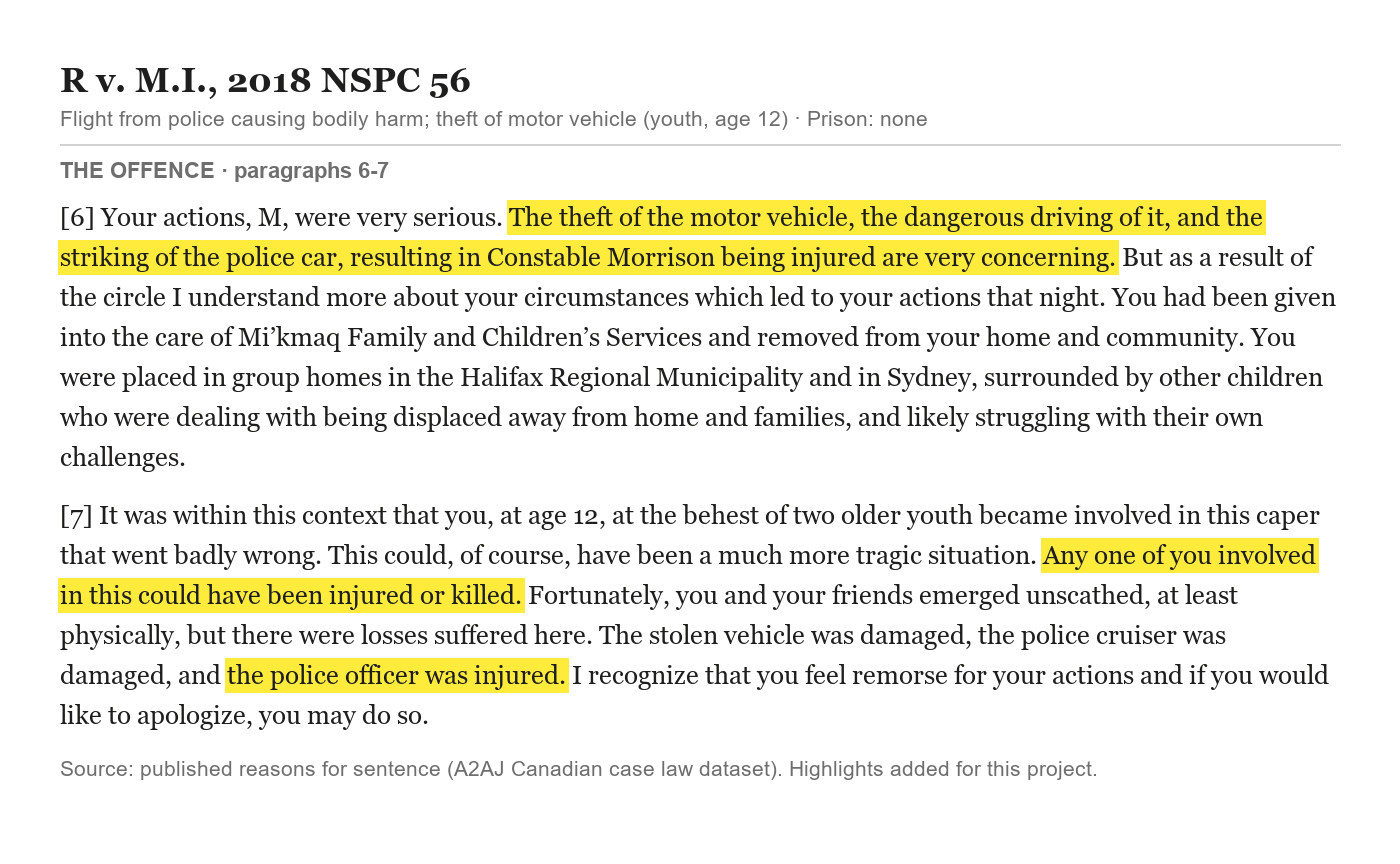 R v. M.I., 2018 NSPC 56
Flight from police causing bodily harm; theft of motor vehicle (youth, age 12) · Prison: none
THE OFFENCE · paragraphs 6-7
[6] Your actions, M, were very serious. The theft of the motor vehicle, the dangerous driving of it, and the
striking of the police car, resulting in Constable Morrison being injured are very concerning. But as a result of
the circle I understand more about your circumstances which led to your actions that night. You had been given
into the care of Mi’kmaq Family and Children’s Services and removed from your home and community. You
were placed in group homes in the Halifax Regional Municipality and in Sydney, surrounded by other children
who were dealing with being displaced away from home and families, and likely struggling with their own
challenges.
[7] It was within this context that you, at age 12, at the behest of two older youth became involved in this caper
that went badly wrong. This could, of course, have been a much more tragic situation. Any one of you involved
in this could have been injured or killed. Fortunately, you and your friends emerged unscathed, at least
physically, but there were losses suffered here. The stolen vehicle was damaged, the police cruiser was
damaged, and the police officer was injured. I recognize that you feel remorse for your actions and if you would
like to apologize, you may do so.
Source: published reasons for sentence (A2AJ Canadian case law dataset). Highlights added for this project.